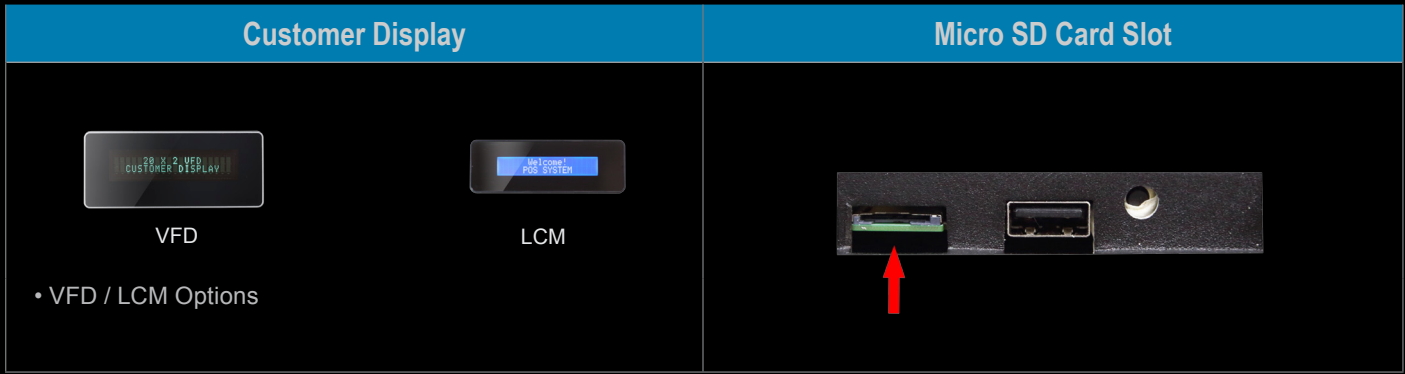 Customer Display
Micro SD Card Slot
20 X 2 VFD
CUSTOMER DISPLAY
Welcome!
POS SYSTEM
VFD
LCM
• VFD / LCM Options